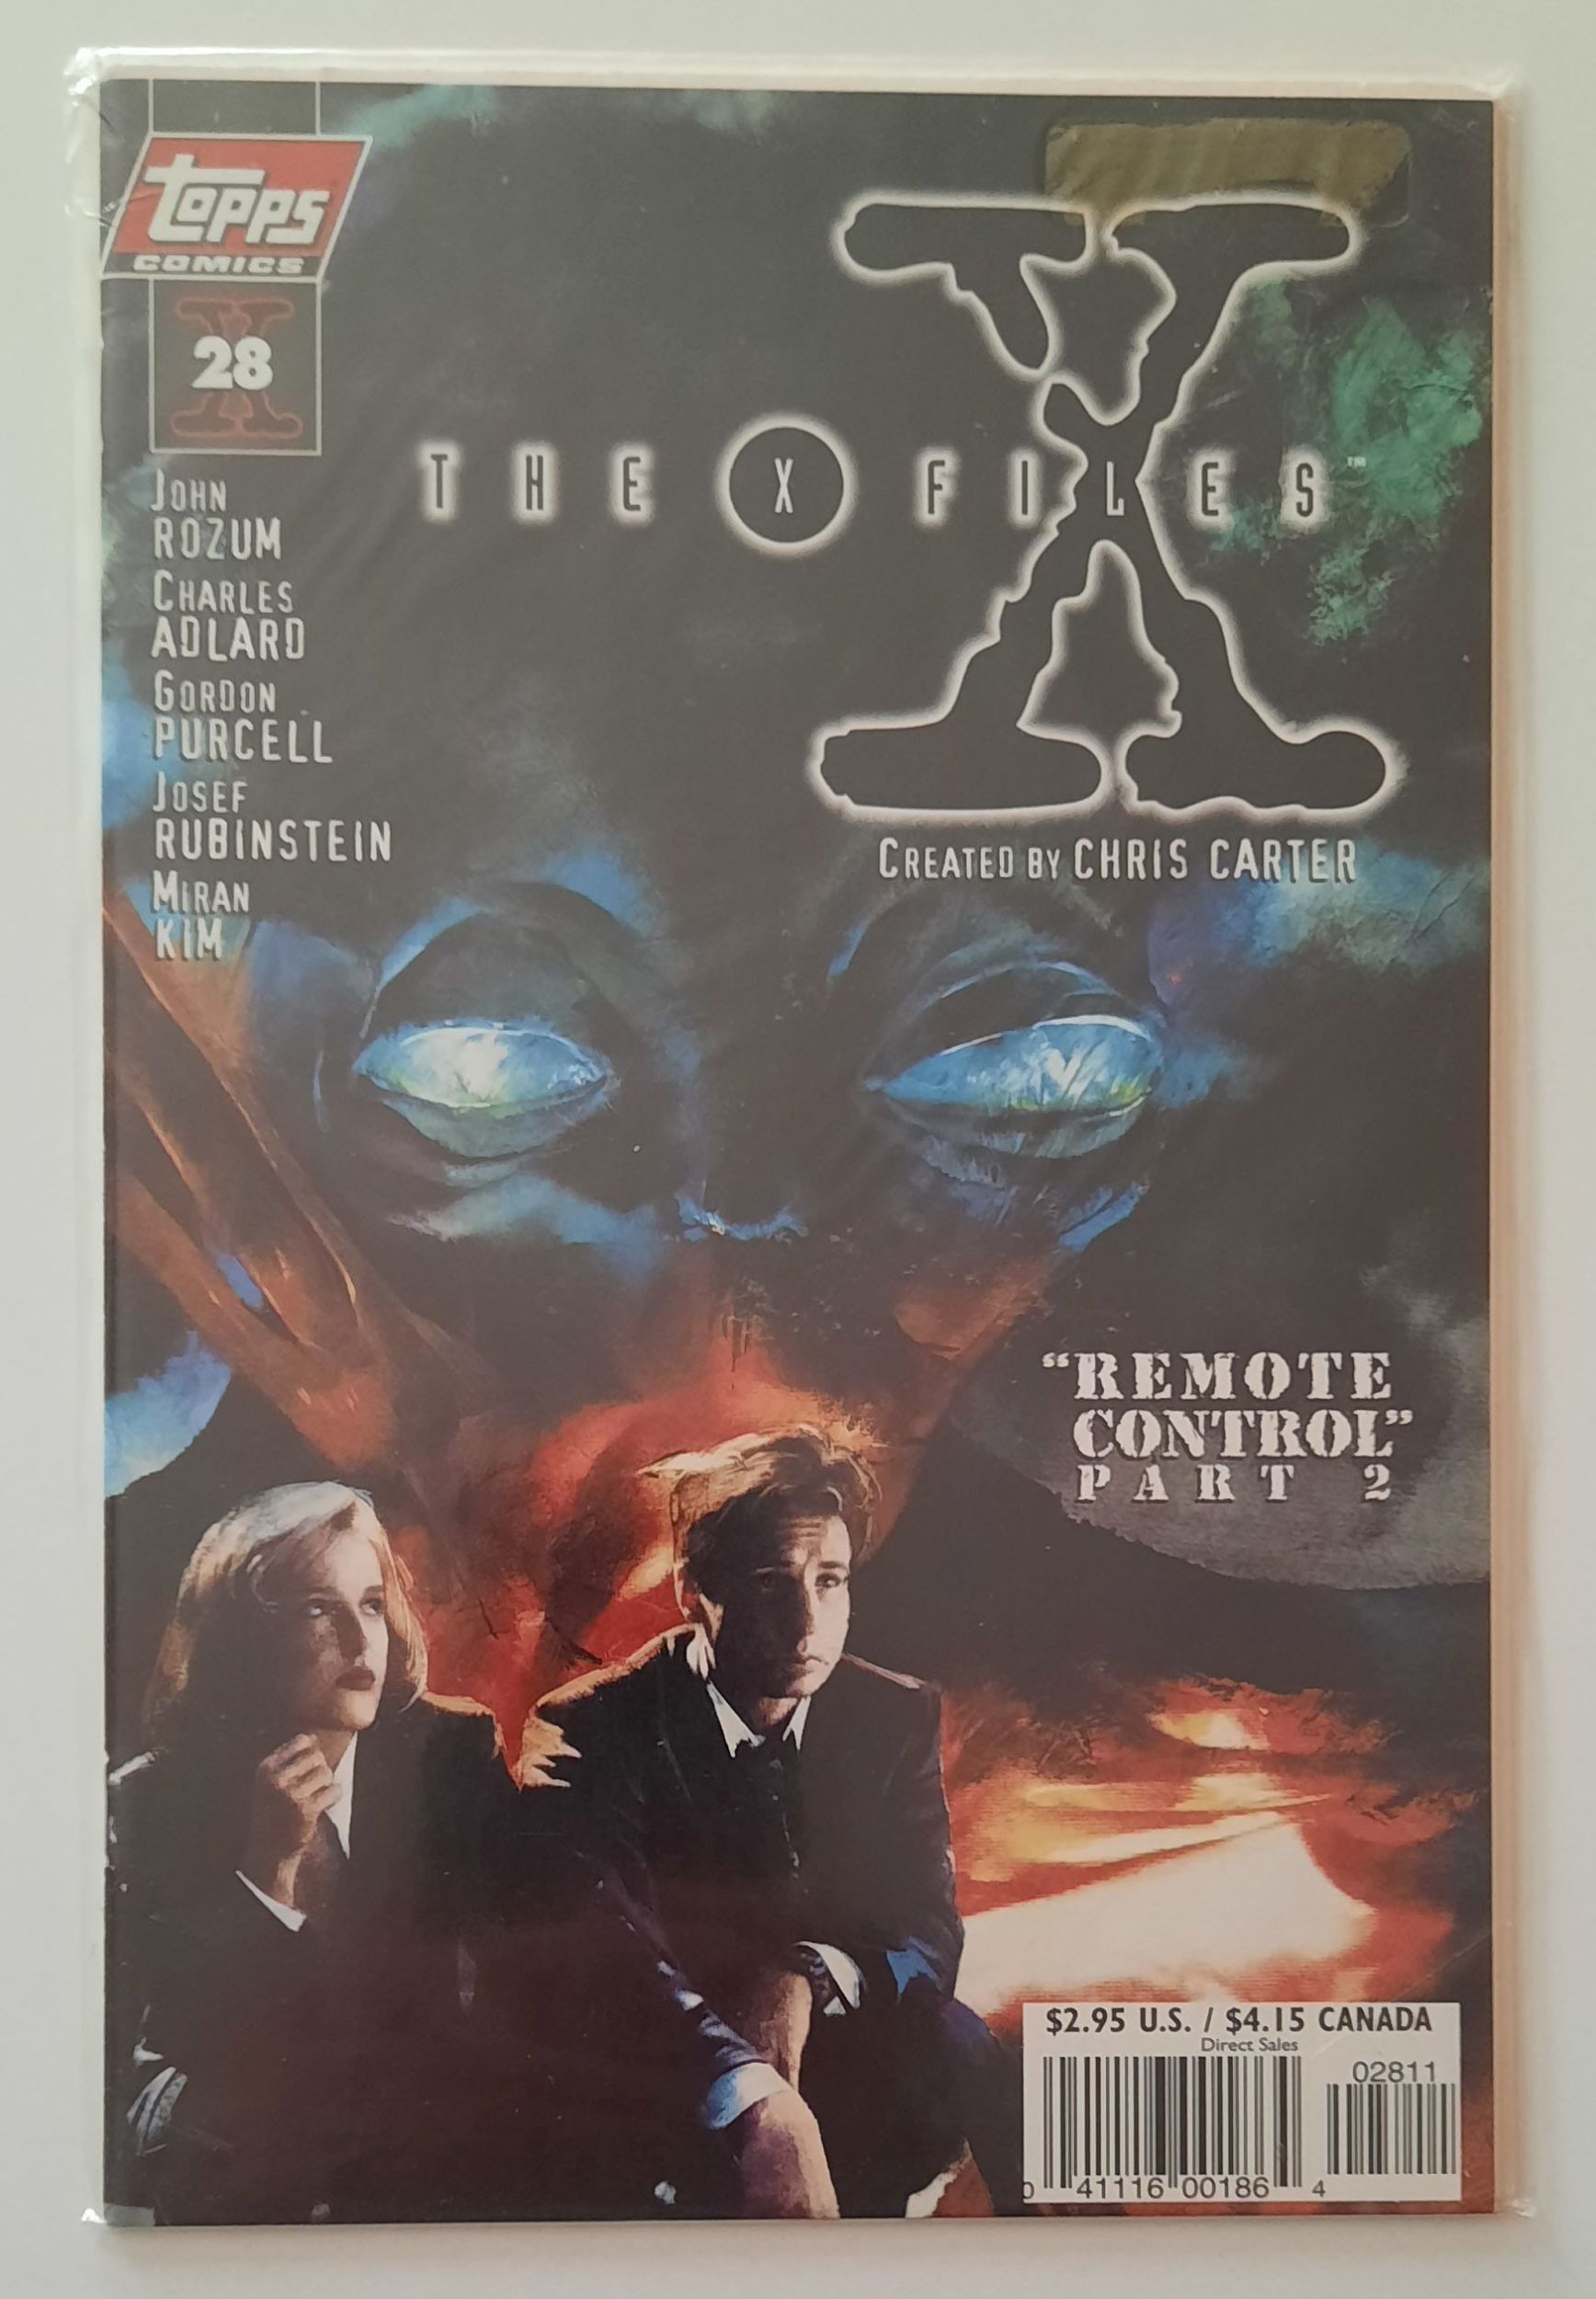 topps
COMICS
28
JOHN
ROZUM
CHARLES
ADLARD
GORDON
PURCELL
JOSEF
RUBINSTEIN
MIRAN
KIM
THE X FILES™
CREATED BY CHRIS CARTER
“REMOTE
CONTROL”
PART 2
$2.95 U.S. / $4.15 CANADA
Direct Sales
02811
0 41116 00186 4